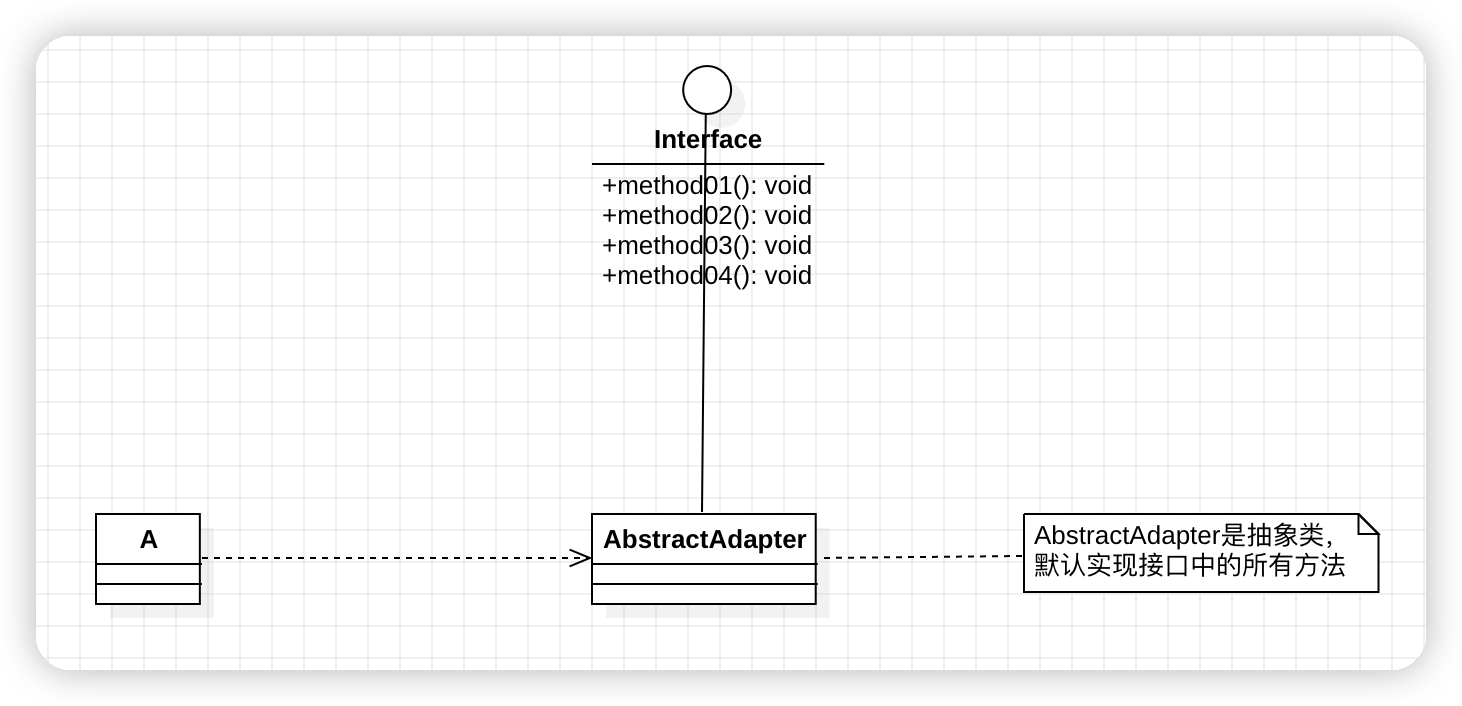 Interface
+method01(): void
+method02(): void
+method03(): void
+method04(): void
A
AbstractAdapter
AbstractAdapter是抽象类，
默认实现接口中的所有方法